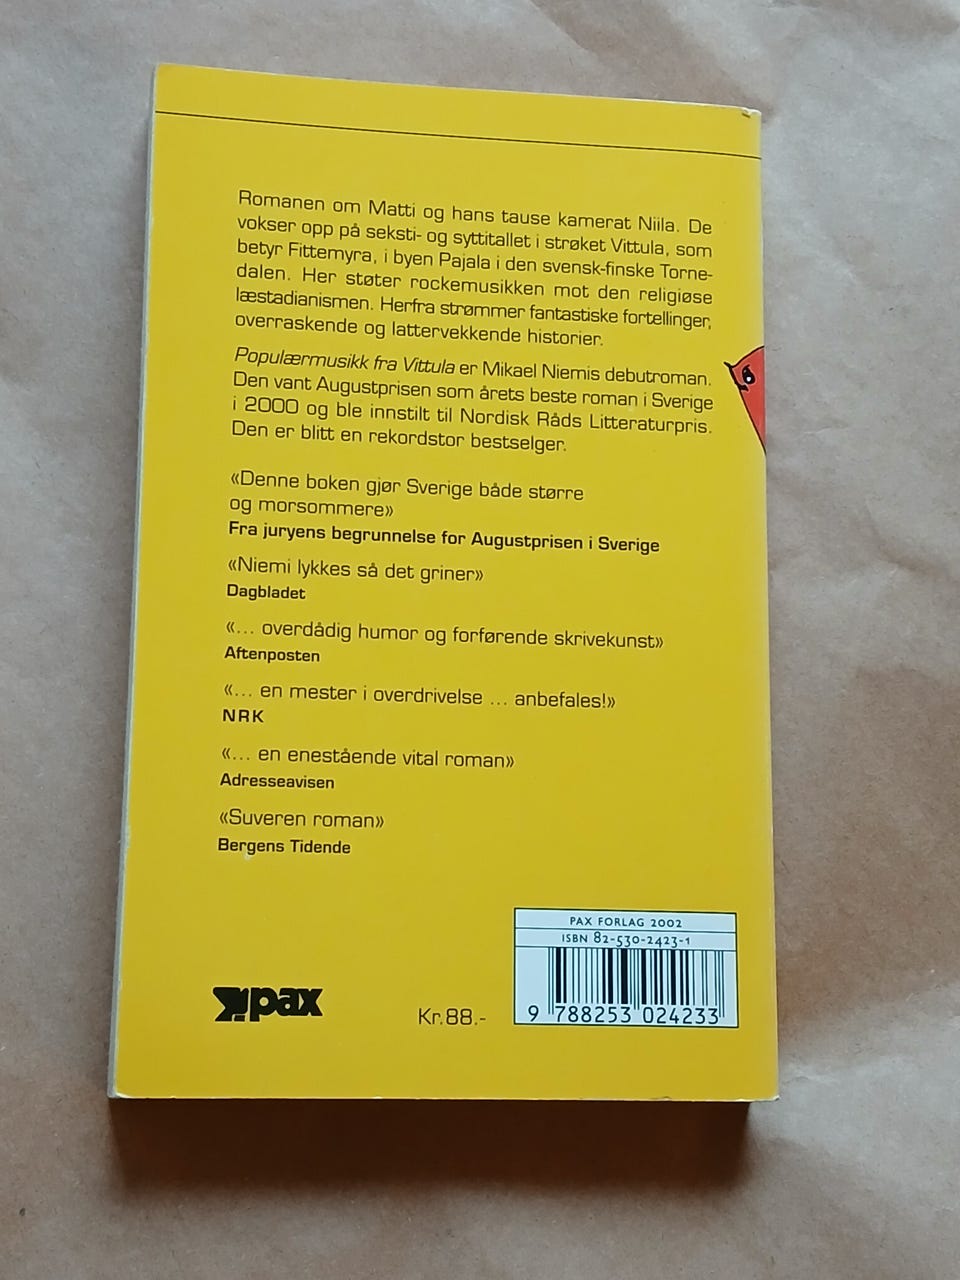 Romanen om Matti og hans tause kamerat Niila. De
vokser opp på seksti- og syttitallet i strøket Vittula, som
betyr Fittemyra, i byen Pajala i den svensk-finske Torne-
dalen. Her støter rockemusikken mot den religiøse
læstadianismen. Herfra strømmer fantastiske fortellinger,
overraskende og lattervekkende historier.
Populærmusikk fra Vittula er Mikael Niemis debutroman.
Den vant Augustprisen som årets beste roman i Sverige
i 2000 og ble innstilt til Nordisk Råds Litteraturpris.
Den er blitt en rekordstor bestselger.
«Denne boken gjør Sverige både større
og morsommere»
Fra juryens begrunnelse for Augustprisen i Sverige
«Niemi lykkes så det griner»
Dagbladet
«... overdådig humor og forførende skrivekunst»
Aftenposten
«... en mester i overdrivelse ... anbefales!»
NRK
«... en enestående vital roman»
Adresseavisen
«Suveren roman»
Bergens Tidende
PAX FORLAG 2002
ISBN 82-530-2423-1
9 788253 024233
pax
Kr. 88.-